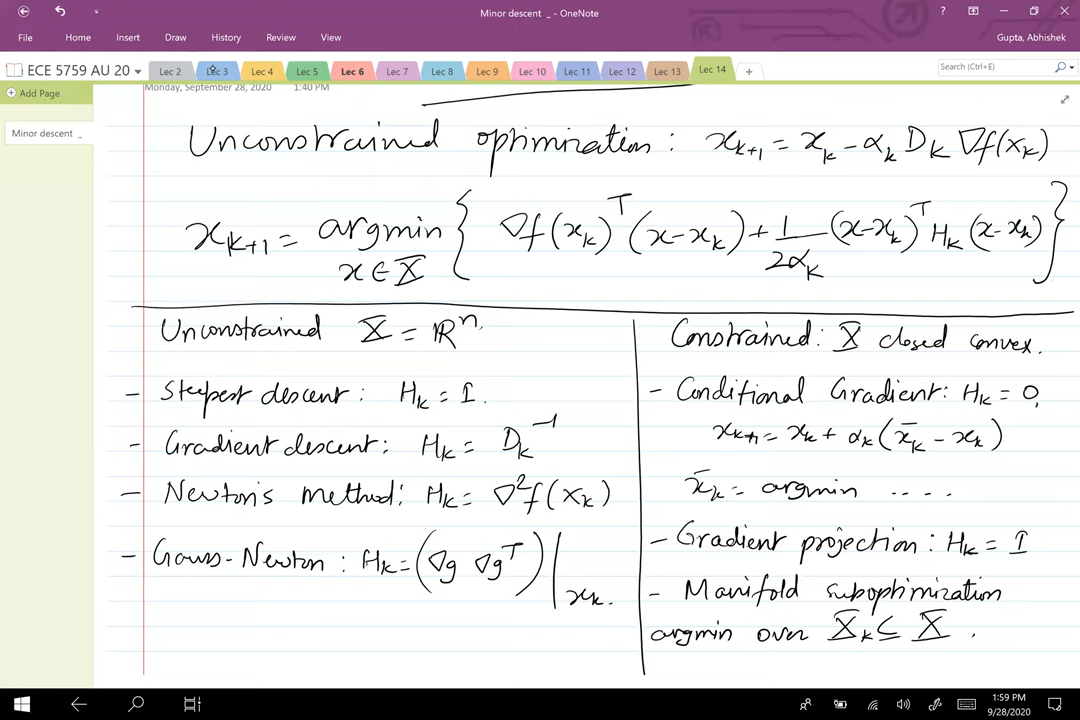 Minor descent _ - OneNote
?
File Home Insert Draw History Review View
Gupta, Abhishek
ECE 5759 AU 20
Lec 2 Lec 3 Lec 4 Lec 5 Lec 6 Lec 7 Lec 8 Lec 9 Lec 10 Lec 11 Lec 12 Lec 13 Lec 14 +
Search (Ctrl+E)
Add Page
Monday, September 28, 2020 1:40 PM
Minor descent _
Unconstrained optimization : x_{k+1} = x_k - α_k D_k ∇f(x_k)
x_{k+1} = argmin_{x ∈ X} { ∇f(x_k)^T (x-x_k) + 1/(2α_k) (x-x_k)^T H_k (x-x_k) }
Unconstrained X = ℝ^n.
- Steepest descent : H_k = I.
- Gradient descent : H_k = D_k^{-1}
- Newton's method : H_k = ∇²f(x_k)
- Gauss-Newton : H_k = (∇g ∇g^T)|_{x_k}.
Constrained : X closed convex.
- Conditional Gradient : H_k = 0,
x_{k+1} = x_k + α_k (x̄_k - x_k)
x̄_k = argmin ....
- Gradient projection : H_k = I
- Manifold suboptimization
argmin over X_k ⊆ X .
1:59 PM
9/28/2020